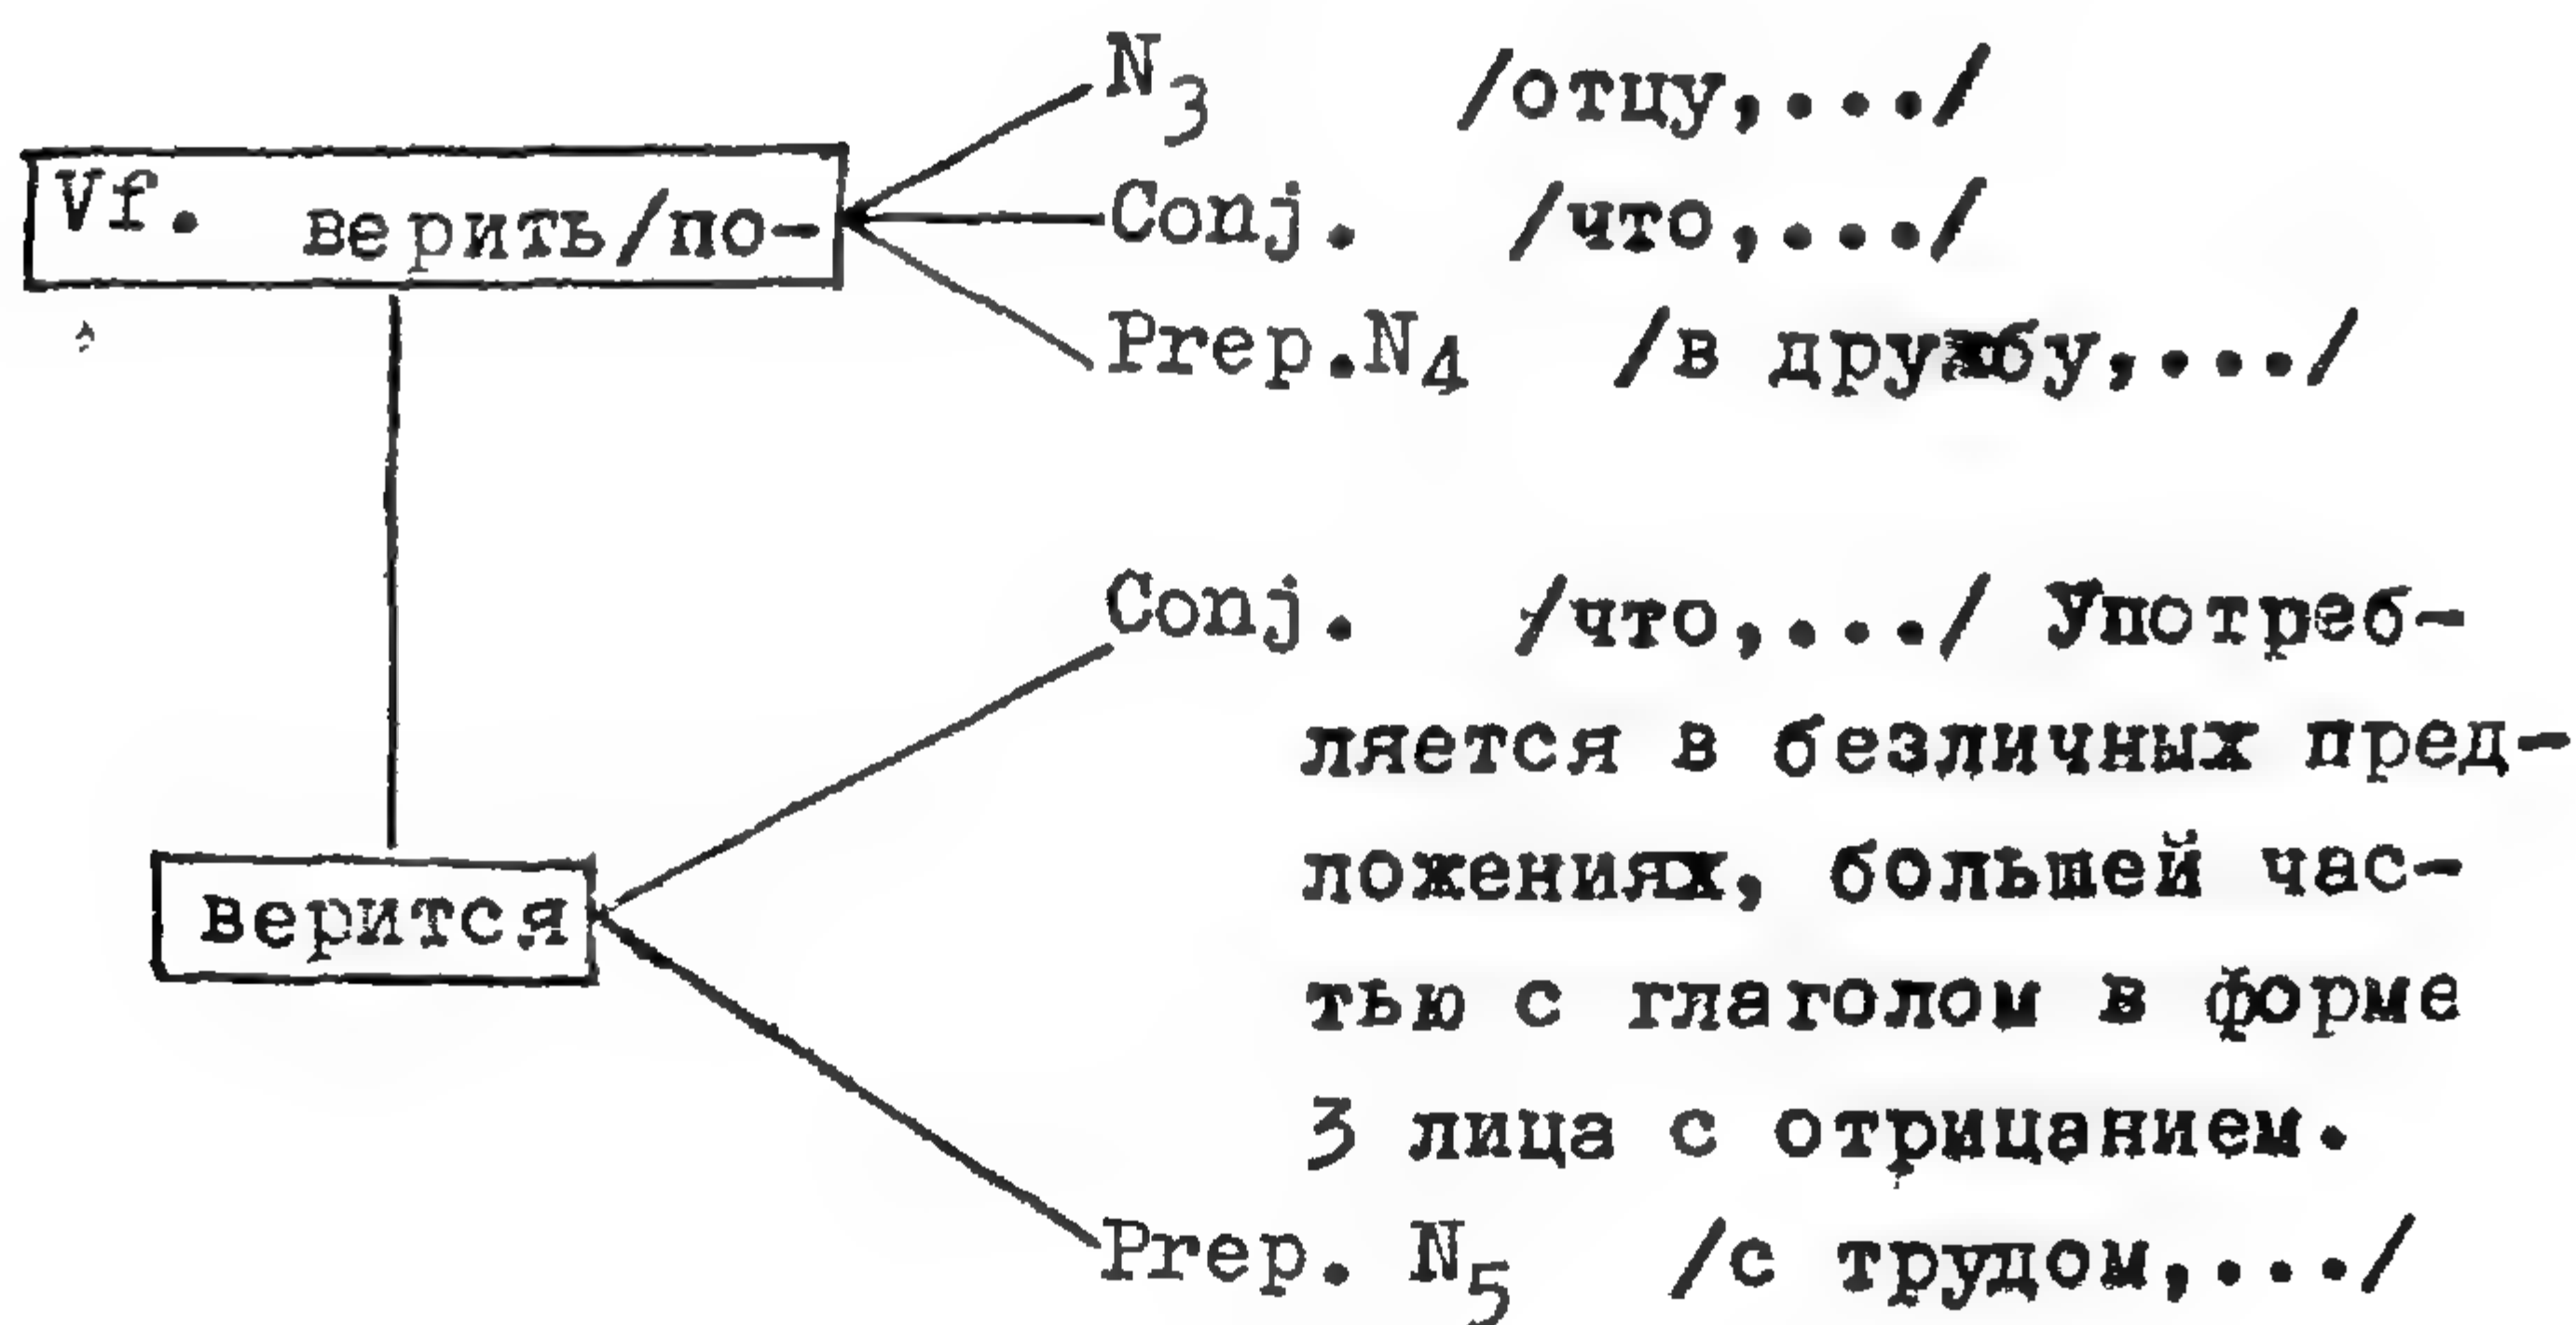 N3 /отцу,.../
Vf. верить/по-
Conj. /что,.../
Prep.N4 /в дружбу,.../
Conj. /что,.../ Употреб-
ляется в безличных пред-
ложениях, большей час-
верится
тью с глаголом в форме
3 лица с отрицанием.
Prep. N5 /с трудом,.../